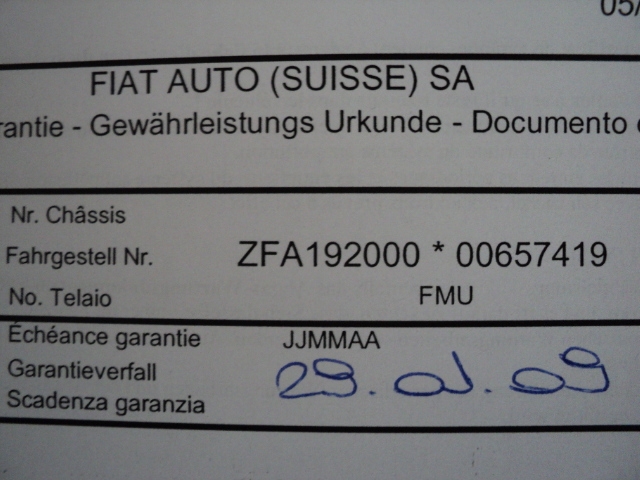 05/
FIAT AUTO (SUISSE) SA
rantie - Gewährleistungs Urkunde - Documento
Nr. Châssis
Fahrgestell Nr. ZFA192000 * 00657419
No. Telaio FMU
Échéance garantie JJMMAA
Garantieverfall 29.01.09
Scadenza garanzia